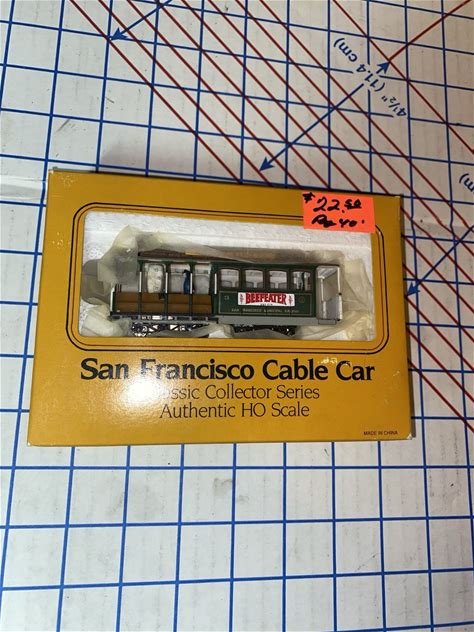 4½" (11.4 cm)
$22.50
BEEFEATER
San Francisco Cable Car
assic Collector Series
Authentic HO Scale
MADE IN CHINA